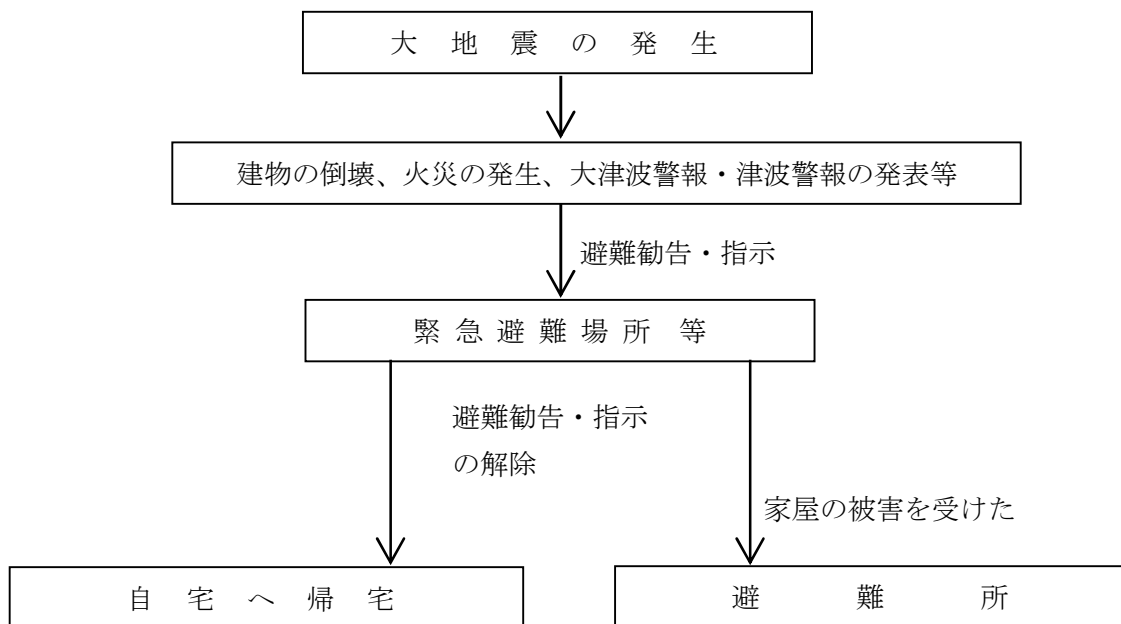 大地震の発生
建物の倒壊、火災の発生、大津波警報・津波警報の発表等
避難勧告・指示
緊急避難場所等
避難勧告・指示
の解除
家屋の被害を受けた
自宅へ帰宅
避難所